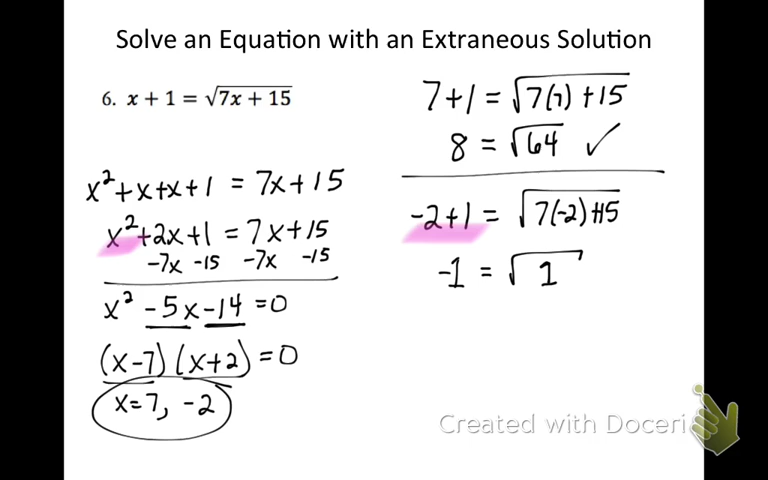 Solve an Equation with an Extraneous Solution
6. x + 1 = √7x + 15
x²+x+x+1 = 7x+15
x²+2x+1 = 7x+15
-7x -15 -7x -15
x² -5x -14 = 0
(x-7)(x+2) = 0
x=7, -2
7+1 = √7(7)+15
8 = √64 ✓
-2+1 = √7(-2)+15
-1 = √1
Created with Doceri